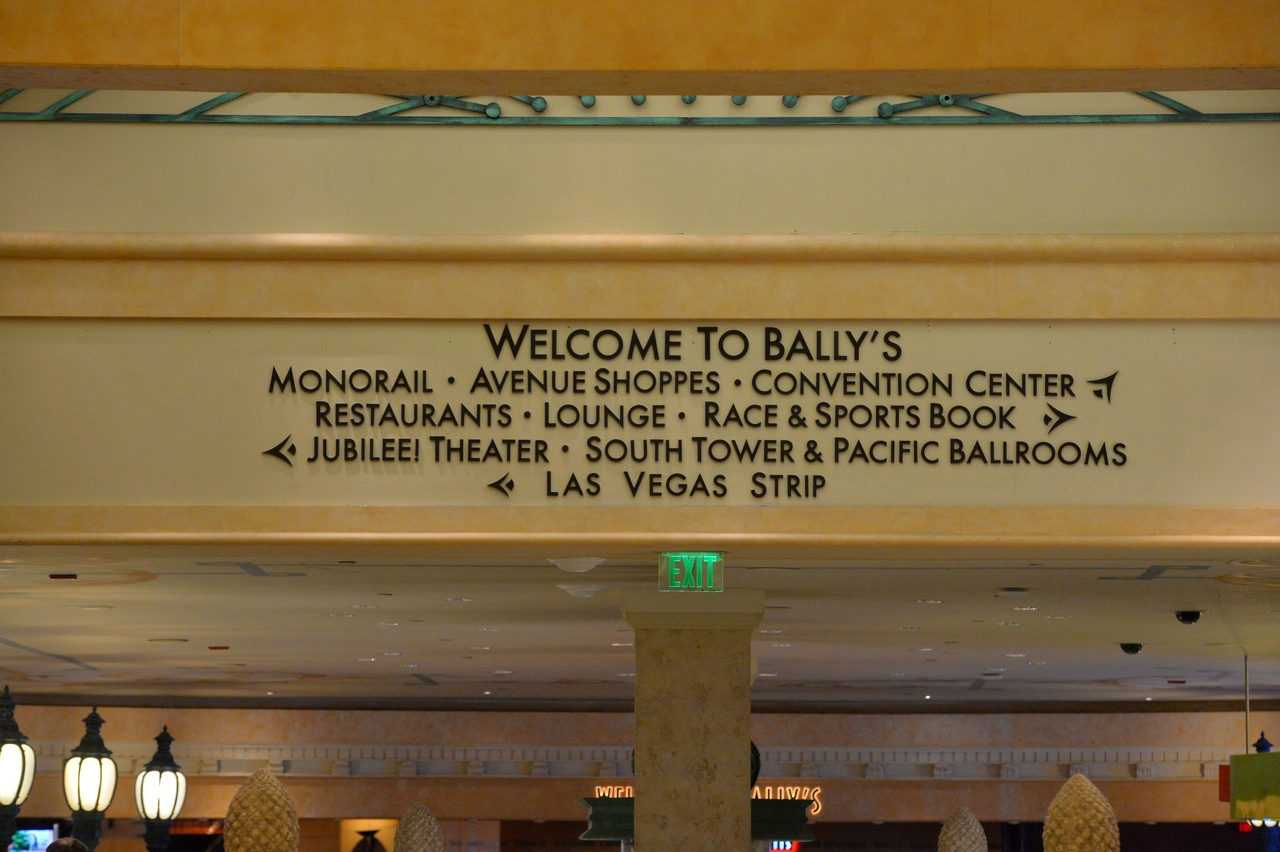 WELCOME TO BALLY'S
MONORAIL • AVENUE SHOPPES • CONVENTION CENTER
RESTAURANTS • LOUNGE • RACE & SPORTS BOOK
JUBILEE! THEATER • SOUTH TOWER & PACIFIC BALLROOMS
LAS VEGAS STRIP
EXIT